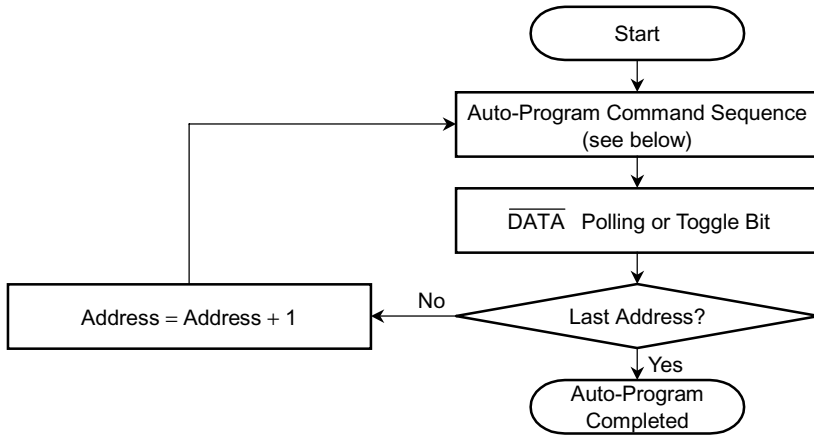 Start
Auto-Program Command Sequence
(see below)
D̅A̅T̅A̅ Polling or Toggle Bit
Last Address?
No
Address = Address + 1
Yes
Auto-Program
Completed